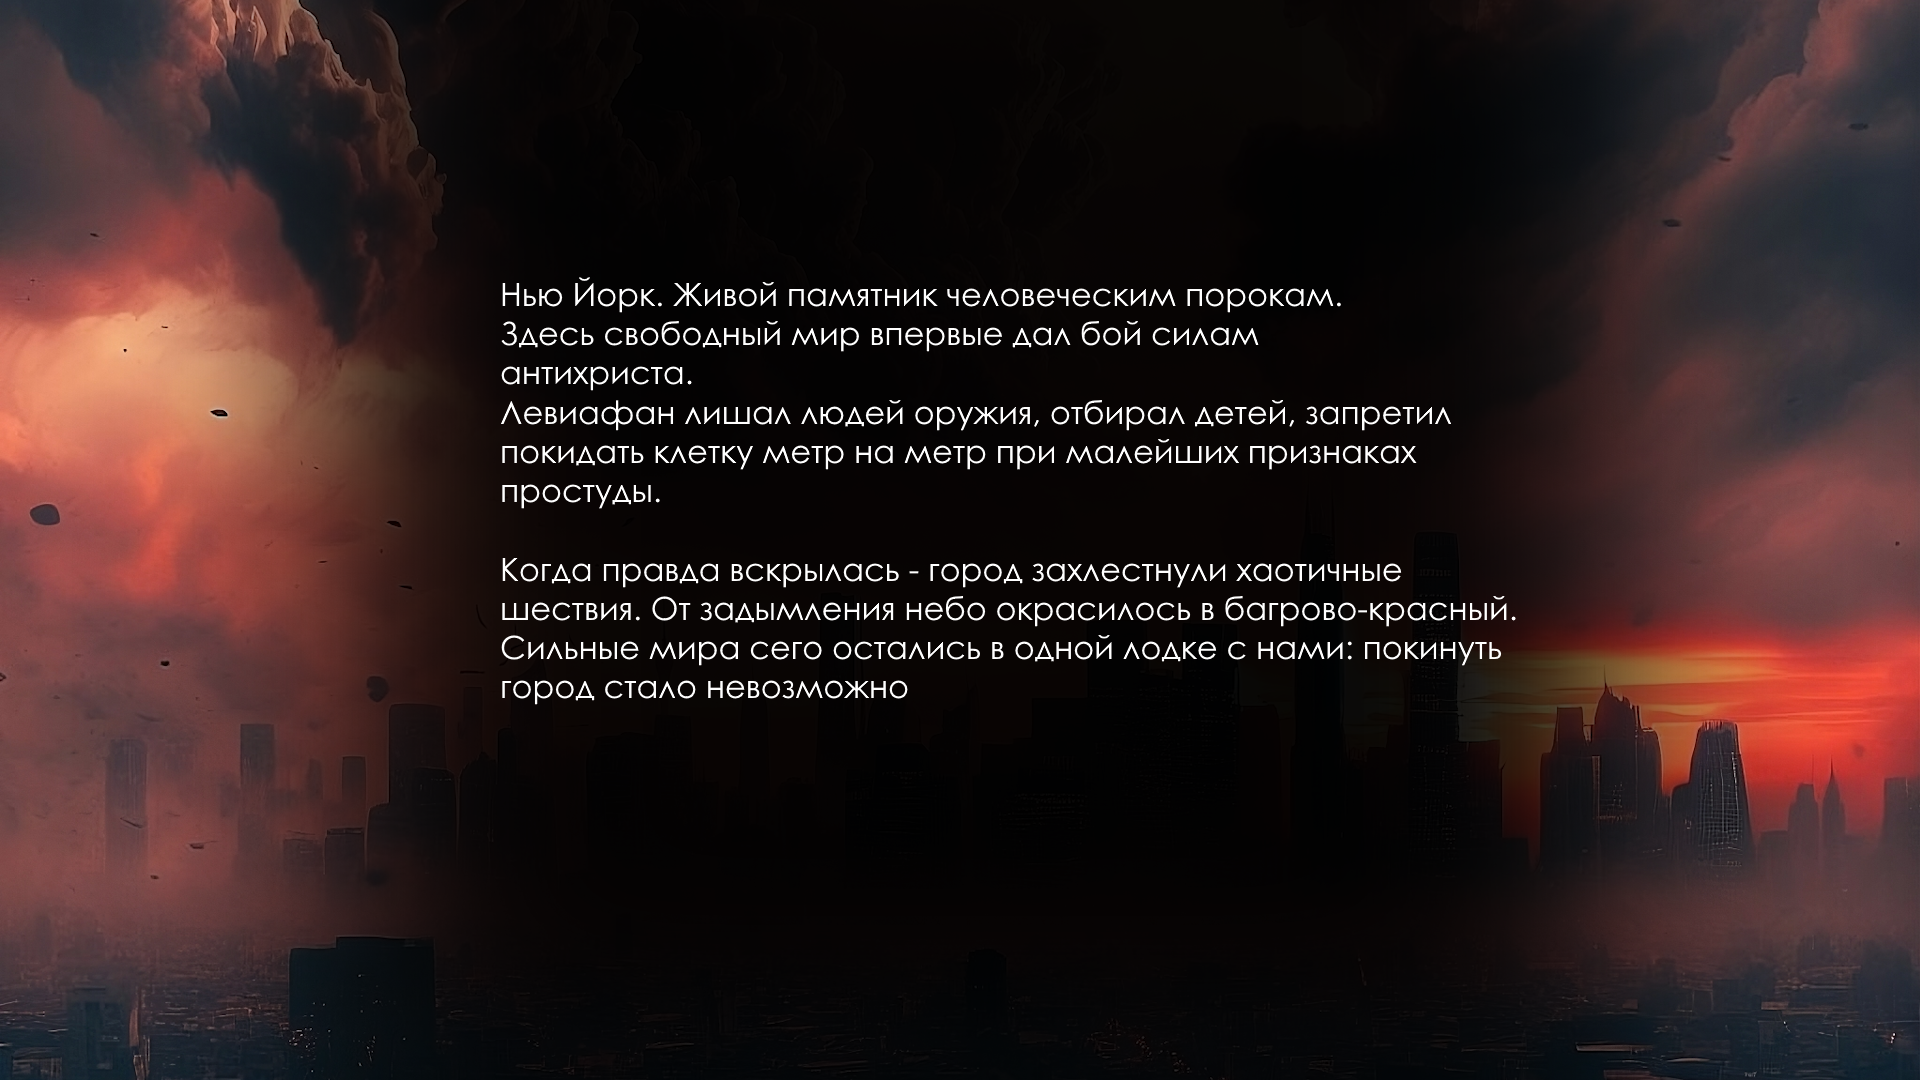 Нью Йорк. Живой памятник человеческим порокам.
Здесь свободный мир впервые дал бой силам
антихриста.
Левиафан лишал людей оружия, отбирал детей, запретил
покидать клетку метр на метр при малейших признаках
простуды.
Когда правда вскрылась - город захлестнули хаотичные
шествия. От задымления небо окрасилось в багрово-красный.
Сильные мира сего остались в одной лодке с нами: покинуть
город стало невозможно